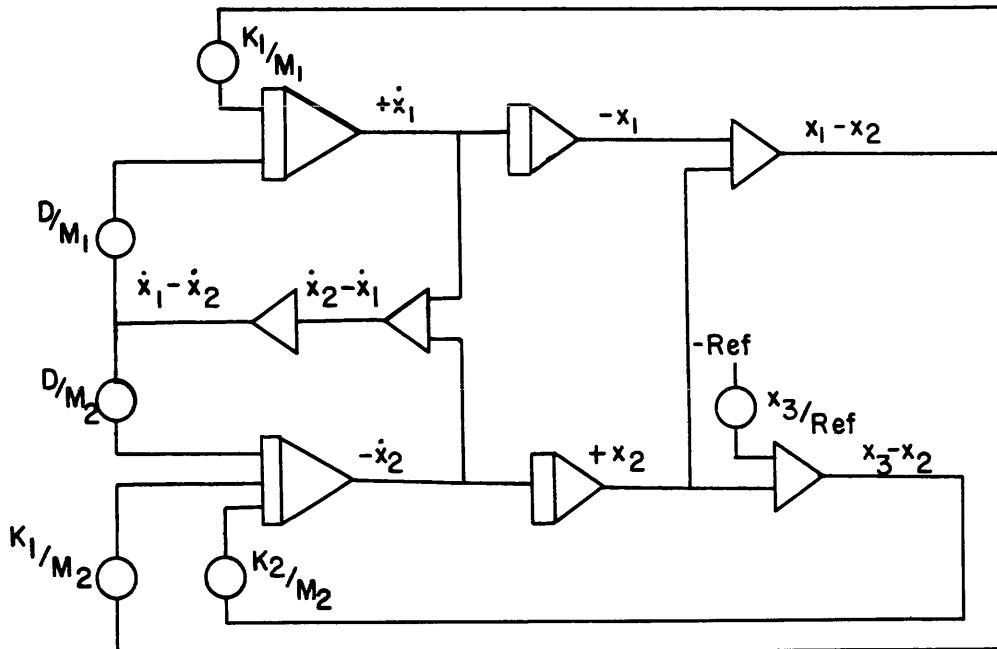 K₁/M₁
+ẋ₁
-x₁
x₁-x₂
D/M₁
ẋ₁-ẋ₂
ẋ₂-ẋ₁
-Ref
D/M₂
x₃/Ref
-ẋ₂
+x₂
x₃-x₂
K₁/M₂
K₂/M₂